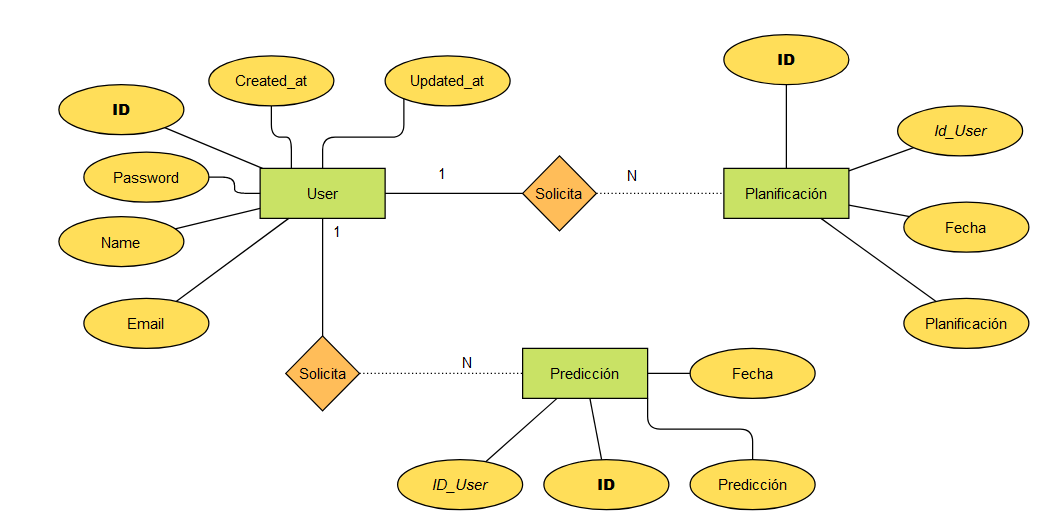 ID
Created_at
Updated_at
ID
Id_User
Password
User
1
Solicita
N
Planificación
Name
1
Fecha
Email
Planificación
Solicita
N
Predicción
Fecha
ID_User
ID
Predicción